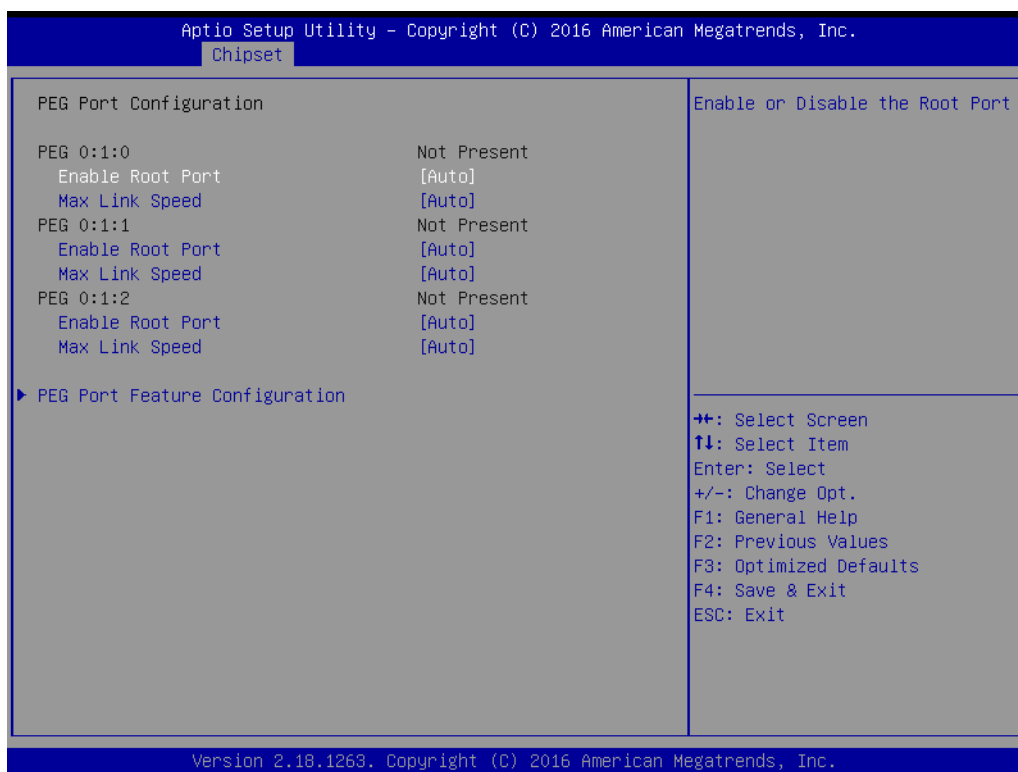 Aptio Setup Utility – Copyright (C) 2016 American Megatrends, Inc.
Chipset
PEG Port Configuration
PEG 0:1:0 Not Present
Enable Root Port [Auto]
Max Link Speed [Auto]
PEG 0:1:1 Not Present
Enable Root Port [Auto]
Max Link Speed [Auto]
PEG 0:1:2 Not Present
Enable Root Port [Auto]
Max Link Speed [Auto]
▶ PEG Port Feature Configuration
Enable or Disable the Root Port
→←: Select Screen
↑↓: Select Item
Enter: Select
+/-: Change Opt.
F1: General Help
F2: Previous Values
F3: Optimized Defaults
F4: Save & Exit
ESC: Exit
Version 2.18.1263. Copyright (C) 2016 American Megatrends, Inc.